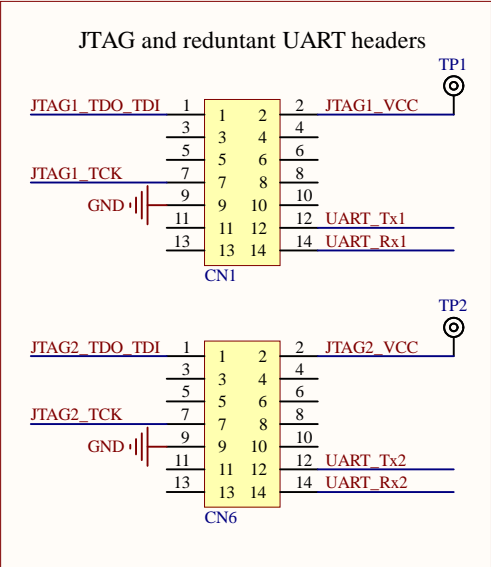 JTAG and reduntant UART headers
TP1
JTAG1_TDO_TDI 1 1 2 2 JTAG1_VCC
3 3 4 4
5 5 6 6
JTAG1_TCK 7 7 8 8
GND 9 9 10 10
11 11 12 12 UART_Tx1
13 13 14 14 UART_Rx1
CN1
TP2
JTAG2_TDO_TDI 1 1 2 2 JTAG2_VCC
3 3 4 4
5 5 6 6
JTAG2_TCK 7 7 8 8
GND 9 9 10 10
11 11 12 12 UART_Tx2
13 13 14 14 UART_Rx2
CN6